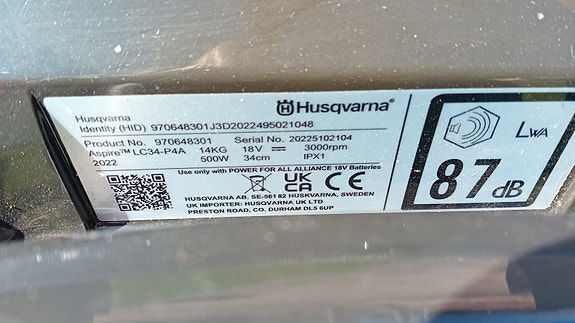 Husqvarna
Husqvarna
Identity (HID) 970648301J3D2022495021048
Product No. 970648301 Serial No. 20225102104
Aspire™ LC34-P4A 14KG 18V 3000rpm
2022 500W 34cm IPX1
Use only with POWER FOR ALL ALLIANCE 18V Batteries
UK
CA CE
HUSQVARNA AB, SE-561 82 HUSKVARNA, SWEDEN
UK IMPORTER: HUSQVARNA UK LTD
PRESTON ROAD, CO. DURHAM DL5 6UP
LWA
87 dB